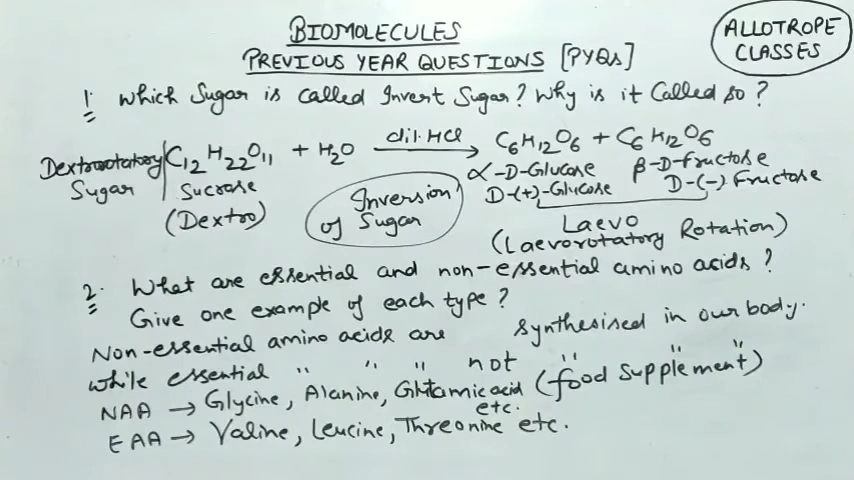 BIOMOLECULES
PREVIOUS YEAR QUESTIONS [PYQs]
ALLOTROPE
CLASSES
1. Which Sugar is called Invert Sugar? Why is it Called so?
Dextrorotatory Sugar
C12H22O11 + H2O dil.HCl → C6H12O6 + C6H12O6
Sucrose
(Dextro)
Inversion of Sugar
α-D-Glucose β-D-Fructose
D-(+)-Glucose D-(-) Fructose
Laevo
(Laevorotatory Rotation)
2. What are essential and non-essential amino acids?
Give one example of each type?
Non-essential amino acids are synthesised in our body.
while essential " " " not " " "
(food supplement)
NAA → Glycine, Alanine, Glutamic acid etc.
EAA → Valine, Leucine, Threonine etc.